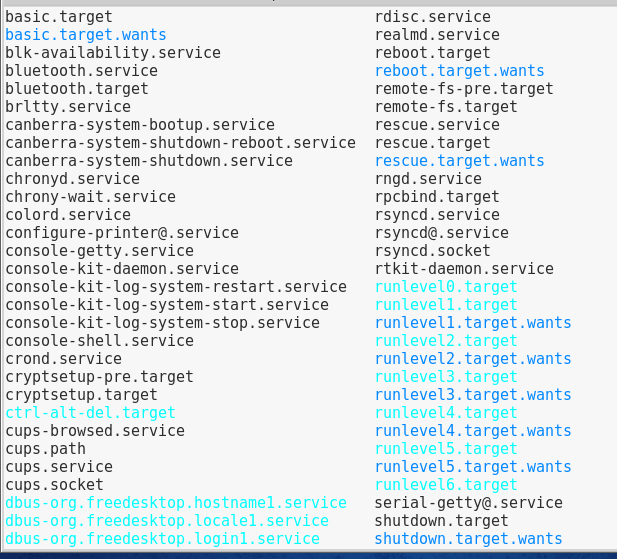 basic.target rdisc.service
basic.target.wants realmd.service
blk-availability.service reboot.target
bluetooth.service reboot.target.wants
bluetooth.target remote-fs-pre.target
brltty.service remote-fs.target
canberra-system-bootup.service rescue.service
canberra-system-shutdown-reboot.service rescue.target
canberra-system-shutdown.service rescue.target.wants
chronyd.service rngd.service
chrony-wait.service rpcbind.target
colord.service rsyncd.service
configure-printer@.service rsyncd@.service
console-getty.service rsyncd.socket
console-kit-daemon.service rtkit-daemon.service
console-kit-log-system-restart.service runlevel0.target
console-kit-log-system-start.service runlevel1.target
console-kit-log-system-stop.service runlevel1.target.wants
console-shell.service runlevel2.target
crond.service runlevel2.target.wants
cryptsetup-pre.target runlevel3.target
cryptsetup.target runlevel3.target.wants
ctrl-alt-del.target runlevel4.target
cups-browsed.service runlevel4.target.wants
cups.path runlevel5.target
cups.service runlevel5.target.wants
cups.socket runlevel6.target
dbus-org.freedesktop.hostname1.service serial-getty@.service
dbus-org.freedesktop.locale1.service shutdown.target
dbus-org.freedesktop.login1.service shutdown.target.wants